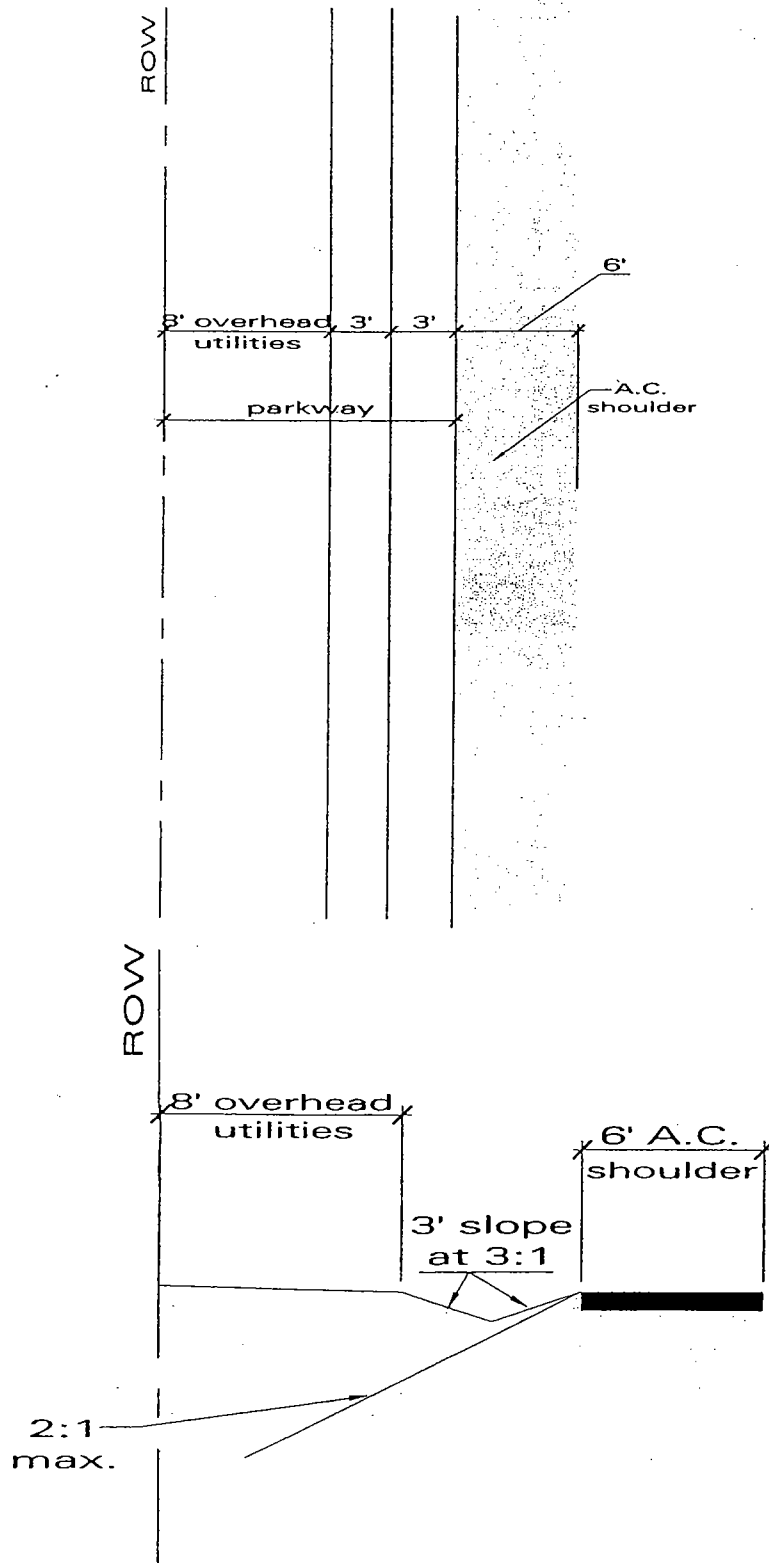 ROW
6'
8' overhead
utilities
3'
3'
A.C.
shoulder
parkway
ROW
8' overhead
utilities
6' A.C.
shoulder
3' slope
at 3:1
2:1
max.